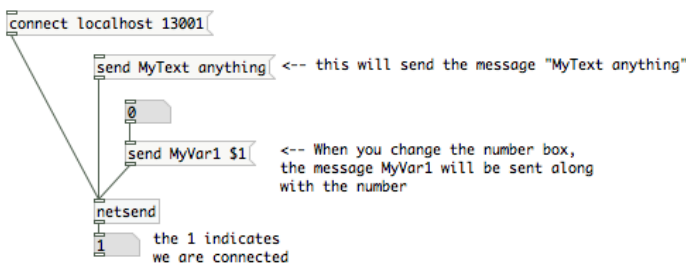 connect localhost 13001
send MyText anything <-- this will send the message "MyText anything"
0
send MyVar1 $1 <-- When you change the number box,
the message MyVar1 will be sent along
with the number
netsend
1 the 1 indicates
we are connected